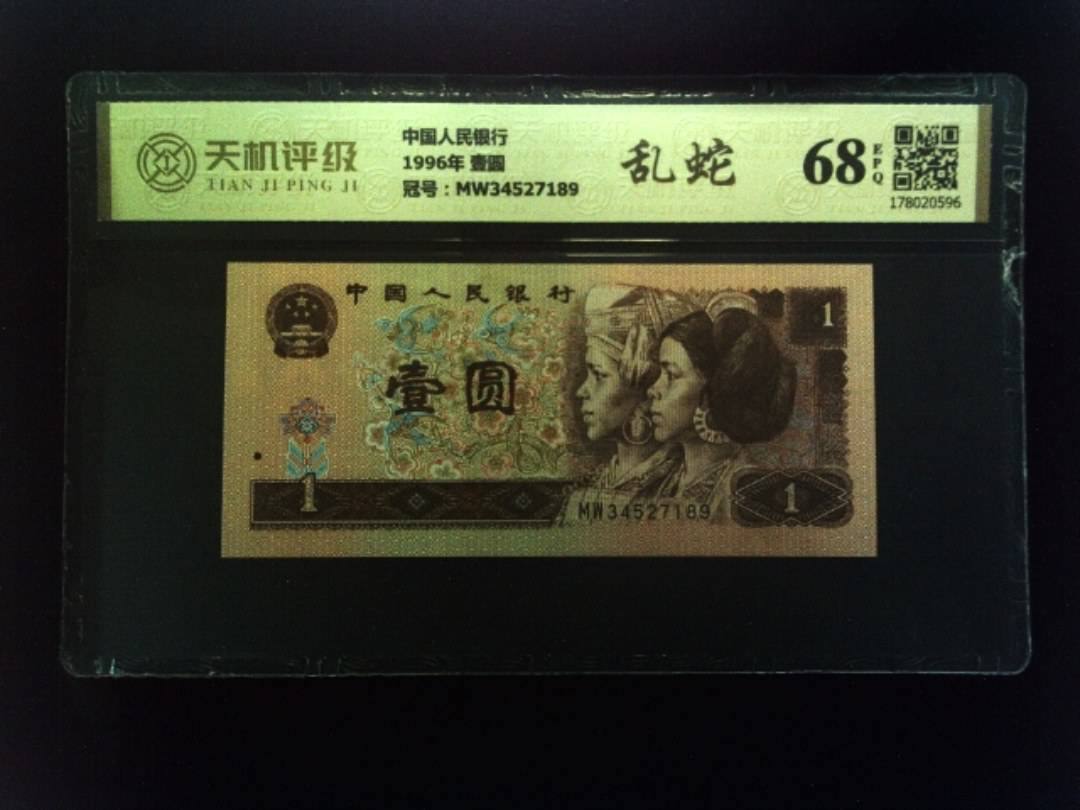 天机评级
TIAN JI PING JI
中国人民银行
1996年 壹圆
冠号：MW34527189
乱蛇
68
EPQ
178020596
中国人民银行
1
壹圆
1
1
MW34527189